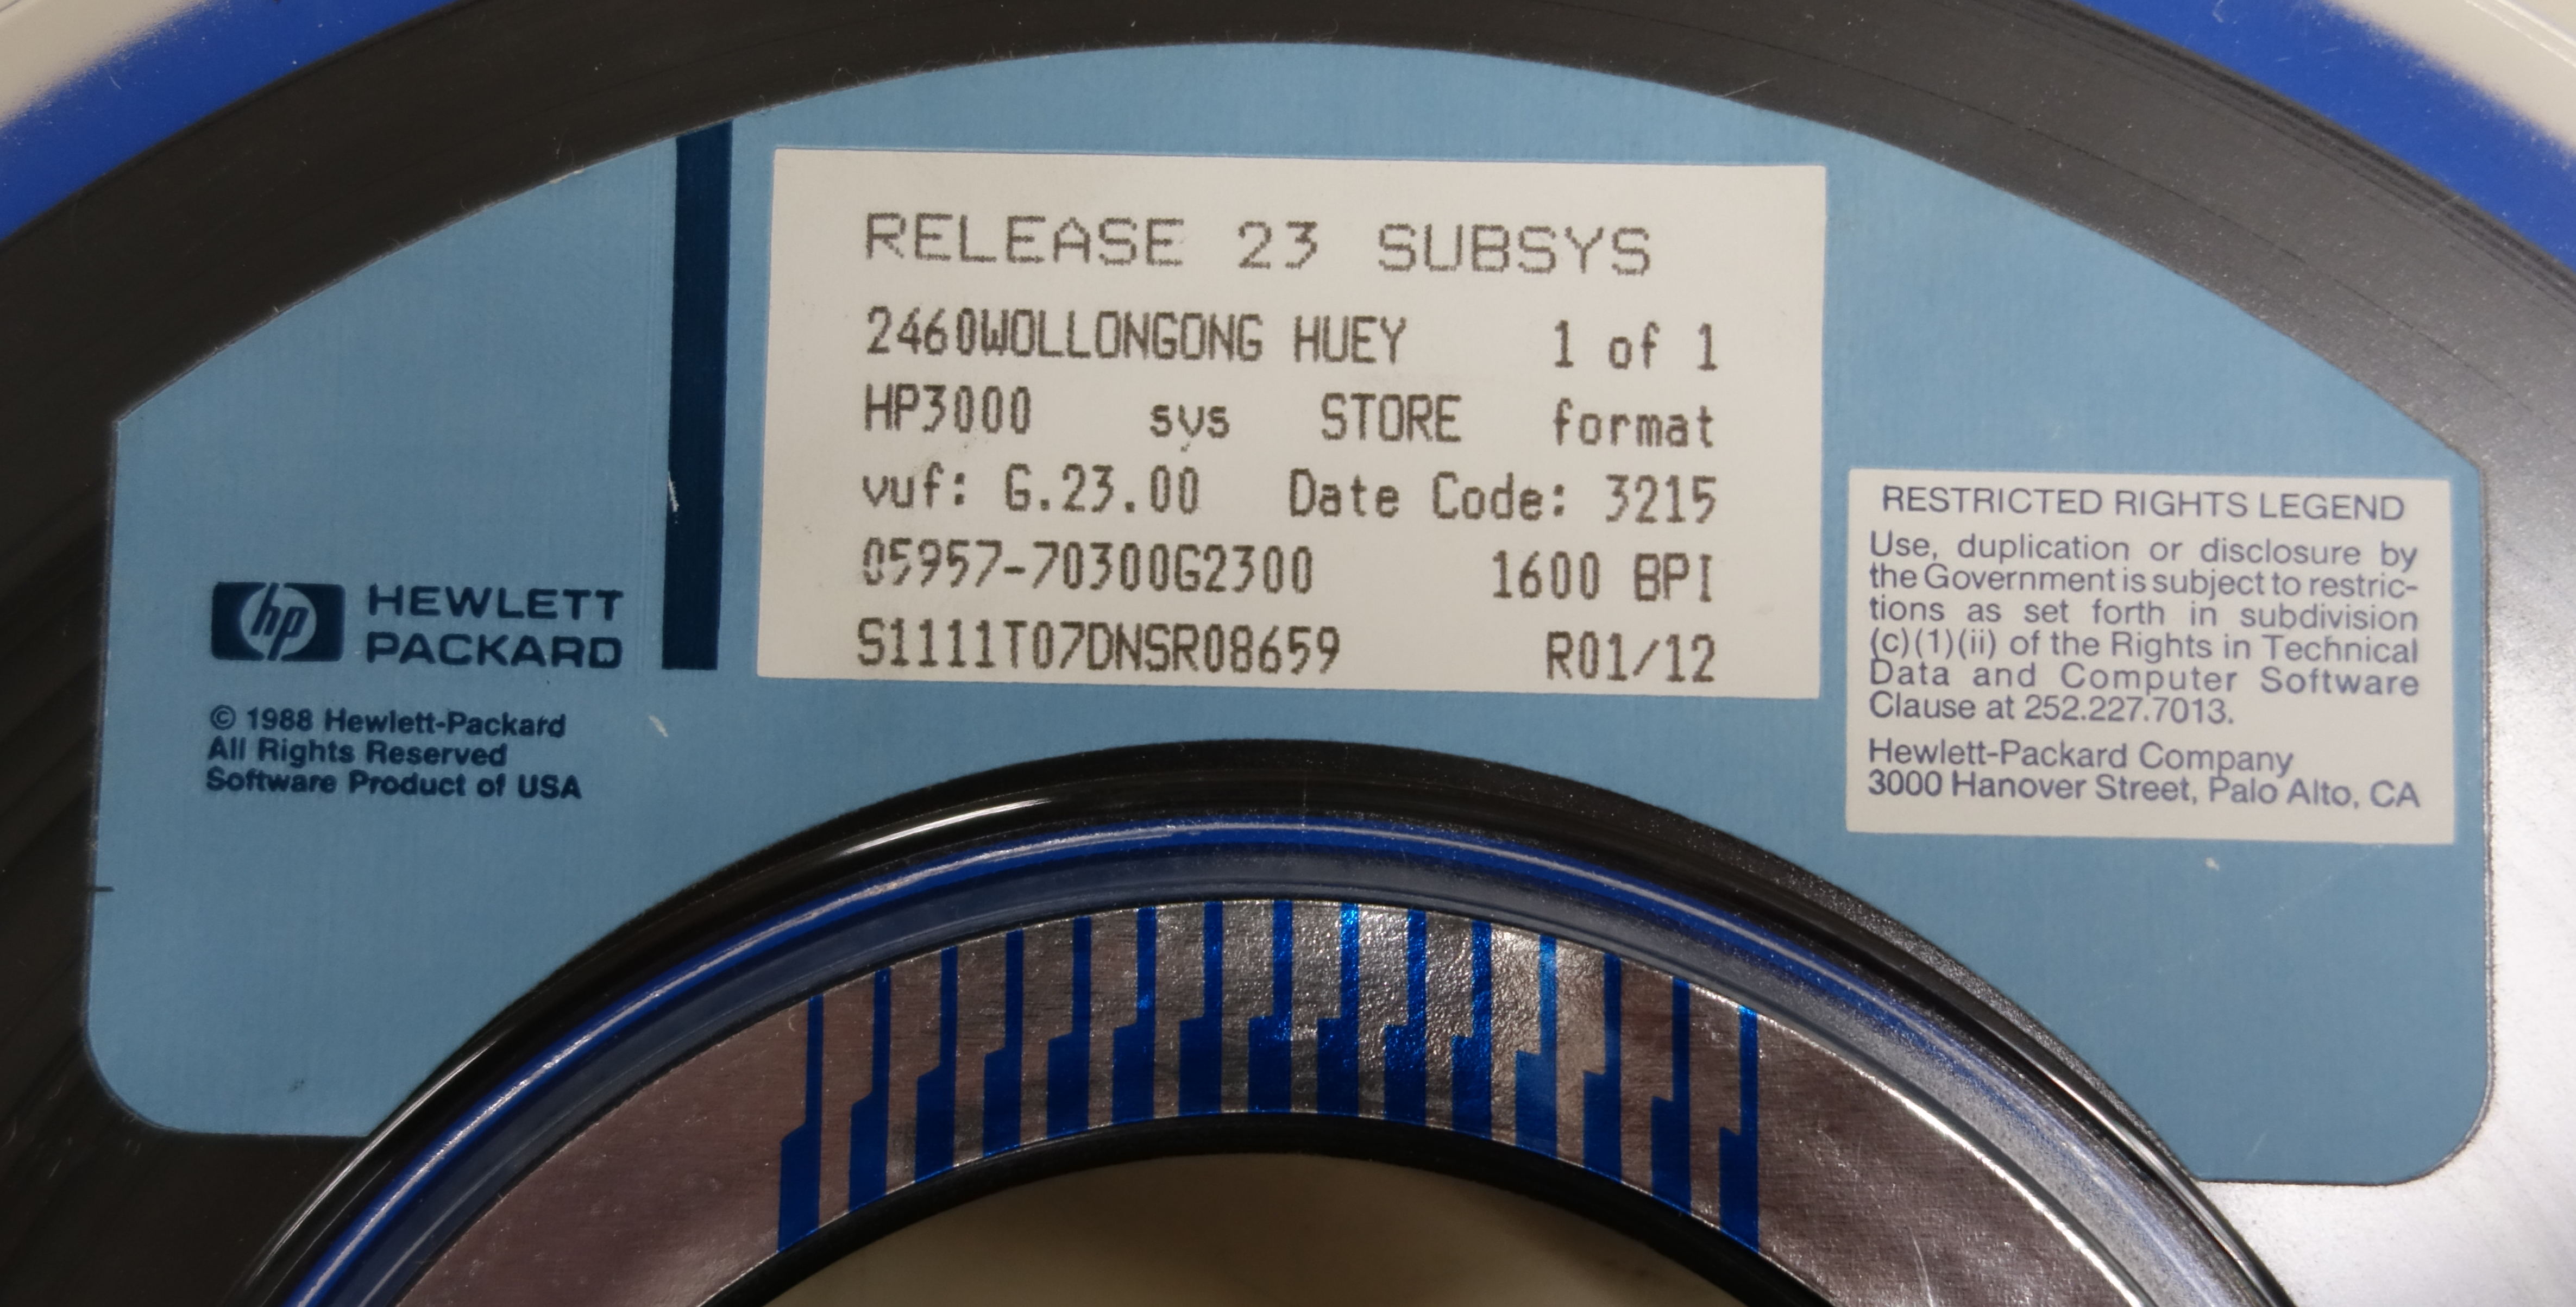 RELEASE 23 SUBSYS
2460WOLLONGONG HUEY 1 of 1
HP3000 sys STORE format
vuf: G.23.00 Date Code: 3215
05957-70300G2300 1600 BPI
S1111T07DNSR08659 R01/12
hp HEWLETT
PACKARD
© 1988 Hewlett-Packard
All Rights Reserved
Software Product of USA
RESTRICTED RIGHTS LEGEND
Use, duplication or disclosure by
the Government is subject to restric-
tions as set forth in subdivision
(c)(1)(ii) of the Rights in Technical
Data and Computer Software
Clause at 252.227.7013.
Hewlett-Packard Company
3000 Hanover Street, Palo Alto, CA